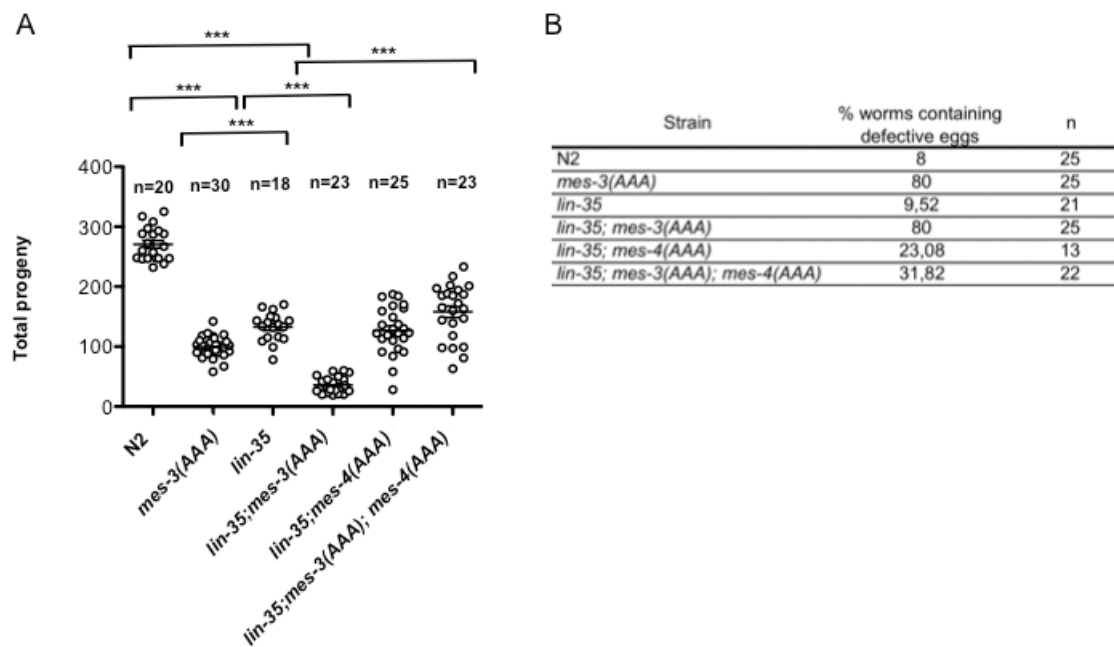 A
B
***
***
***
***
***
400
300
200
100
0
Total progeny
n=20 n=30 n=18 n=23 n=25 n=23
N2
mes-3(AAA)
lin-35
lin-35;mes-3(AAA)
lin-35;mes-4(AAA)
lin-35;mes-3(AAA); mes-4(AAA)
Strain % worms containing defective eggs n
N2 8 25
mes-3(AAA) 80 25
lin-35 9,52 21
lin-35; mes-3(AAA) 80 25
lin-35; mes-4(AAA) 23,08 13
lin-35; mes-3(AAA); mes-4(AAA) 31,82 22